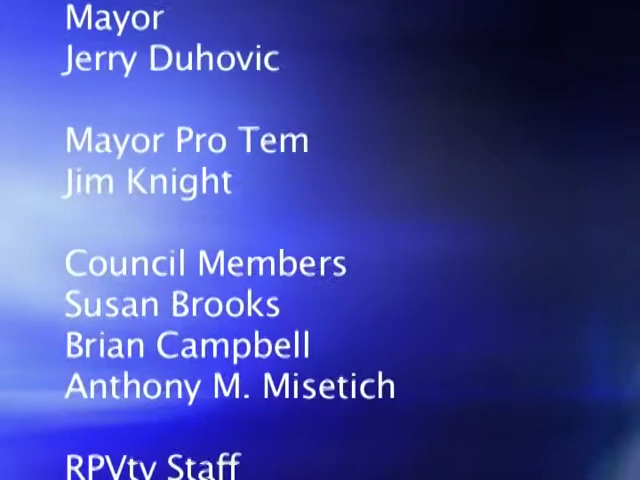 Mayor
Jerry Duhovic
Mayor Pro Tem
Jim Knight
Council Members
Susan Brooks
Brian Campbell
Anthony M. Misetich
RPVtv Staff